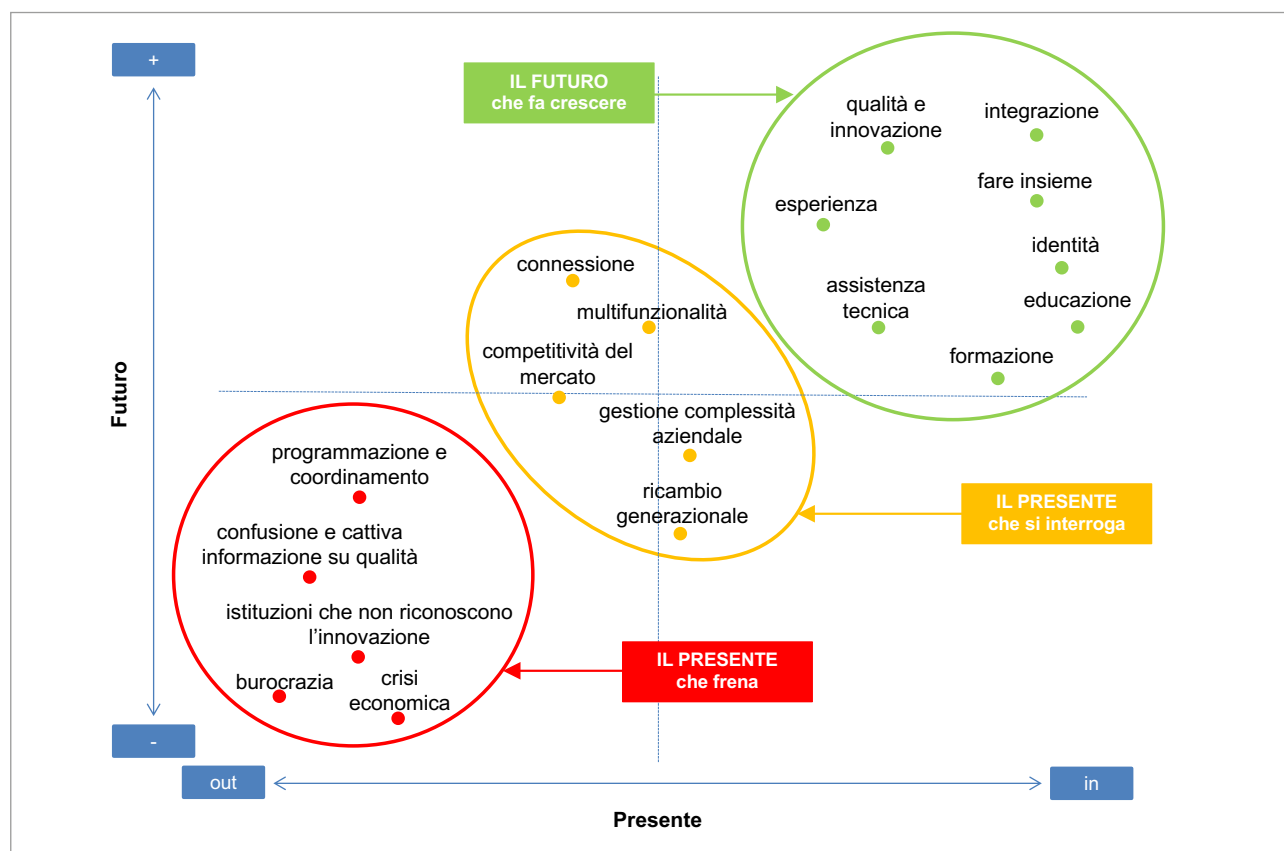 +
IL FUTURO
che fa crescere
qualità e
innovazione
integrazione
fare insieme
esperienza
identità
connessione
assistenza
tecnica
educazione
multifunzionalità
competitività del
mercato
formazione
Futuro
gestione complessità
aziendale
programmazione e
coordinamento
ricambio
generazionale
IL PRESENTE
che si interroga
confusione e cattiva
informazione su qualità
istituzioni che non riconoscono
l’innovazione
IL PRESENTE
che frena
burocrazia
crisi
economica
-
out
in
Presente